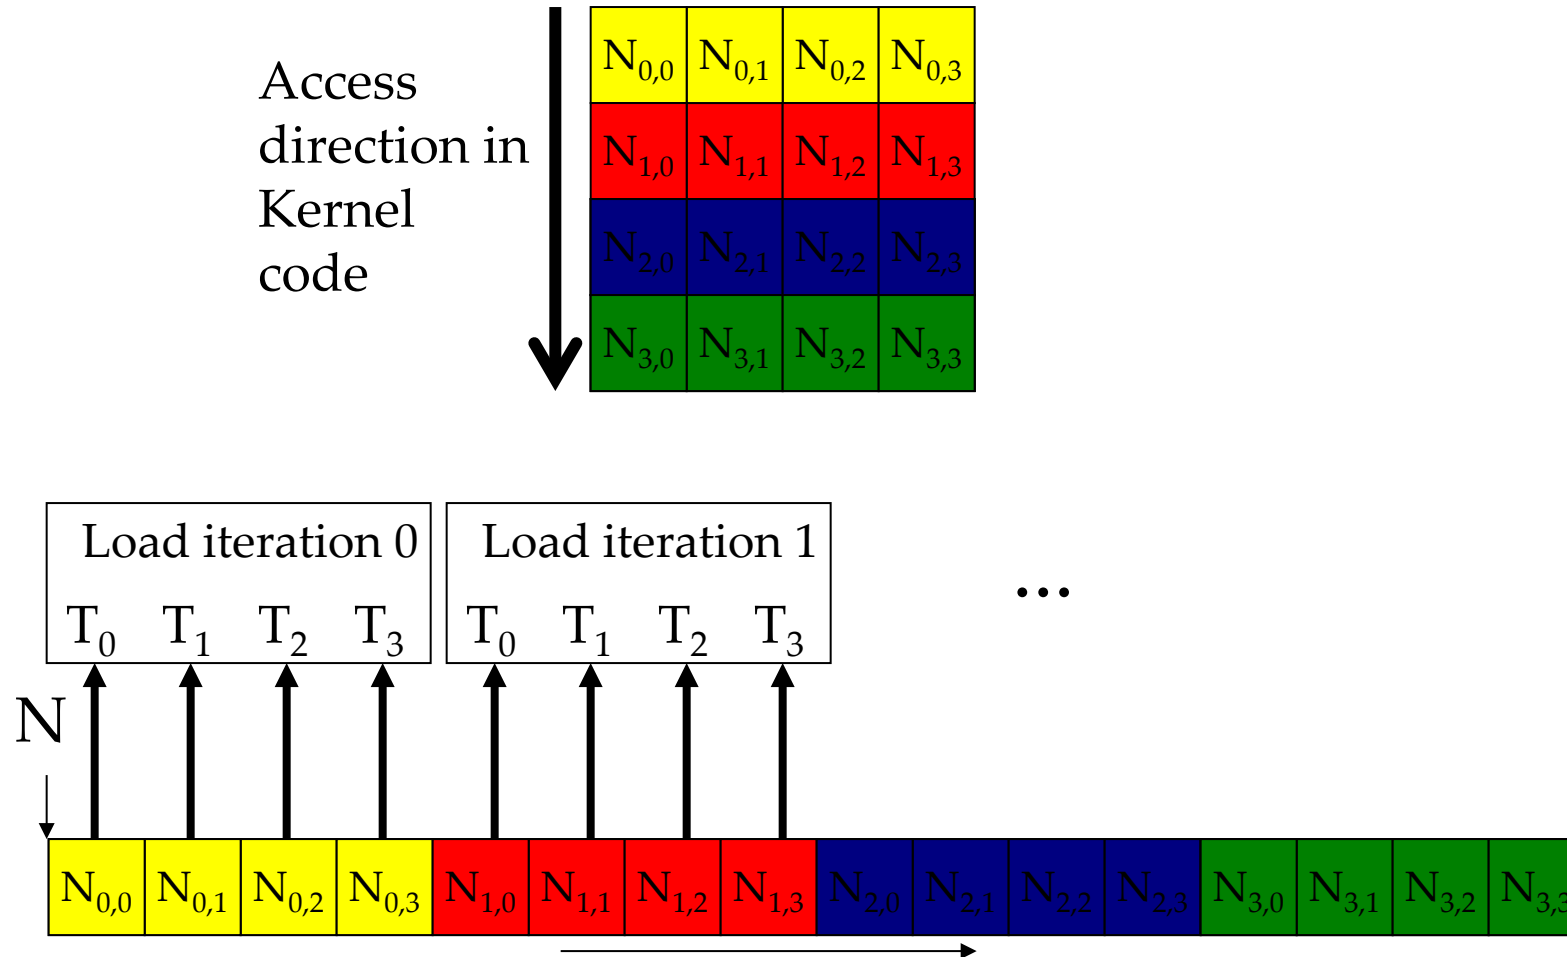 Access
direction in
Kernel
code
N0,0 N0,1 N0,2 N0,3
N1,0 N1,1 N1,2 N1,3
N2,0 N2,1 N2,2 N2,3
N3,0 N3,1 N3,2 N3,3
Load iteration 0
T0 T1 T2 T3
Load iteration 1
T0 T1 T2 T3
...
N
N0,0 N0,1 N0,2 N0,3 N1,0 N1,1 N1,2 N1,3 N2,0 N2,1 N2,2 N2,3 N3,0 N3,1 N3,2 N3,3